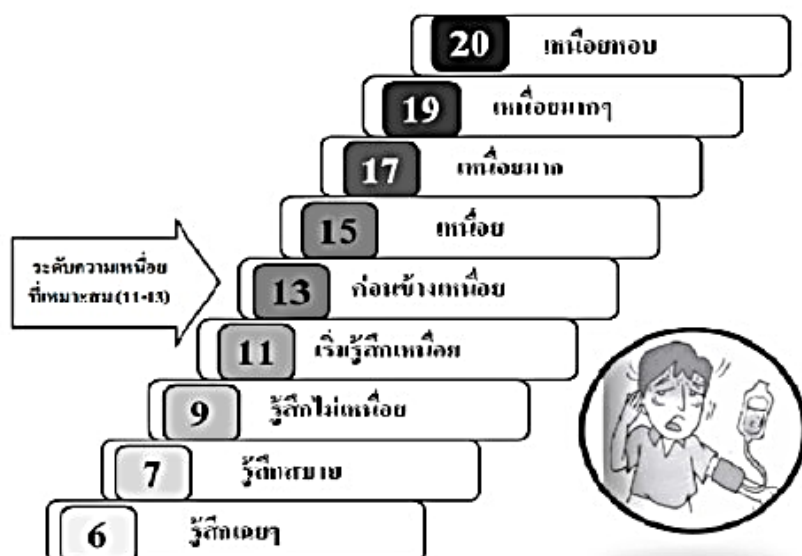 20 เหนื่อยหอบ
19 เหนื่อยมากๆ
17 เหนื่อยมาก
15 เหนื่อย
ระดับความเหนื่อย
ที่เหมาะสม (11-13)
13 ค่อนข้างเหนื่อย
11 เริ่มรู้สึกเหนื่อย
9 รู้สึกไม่เหนื่อย
7 รู้สึกสบาย
6 รู้สึกเฉยๆ